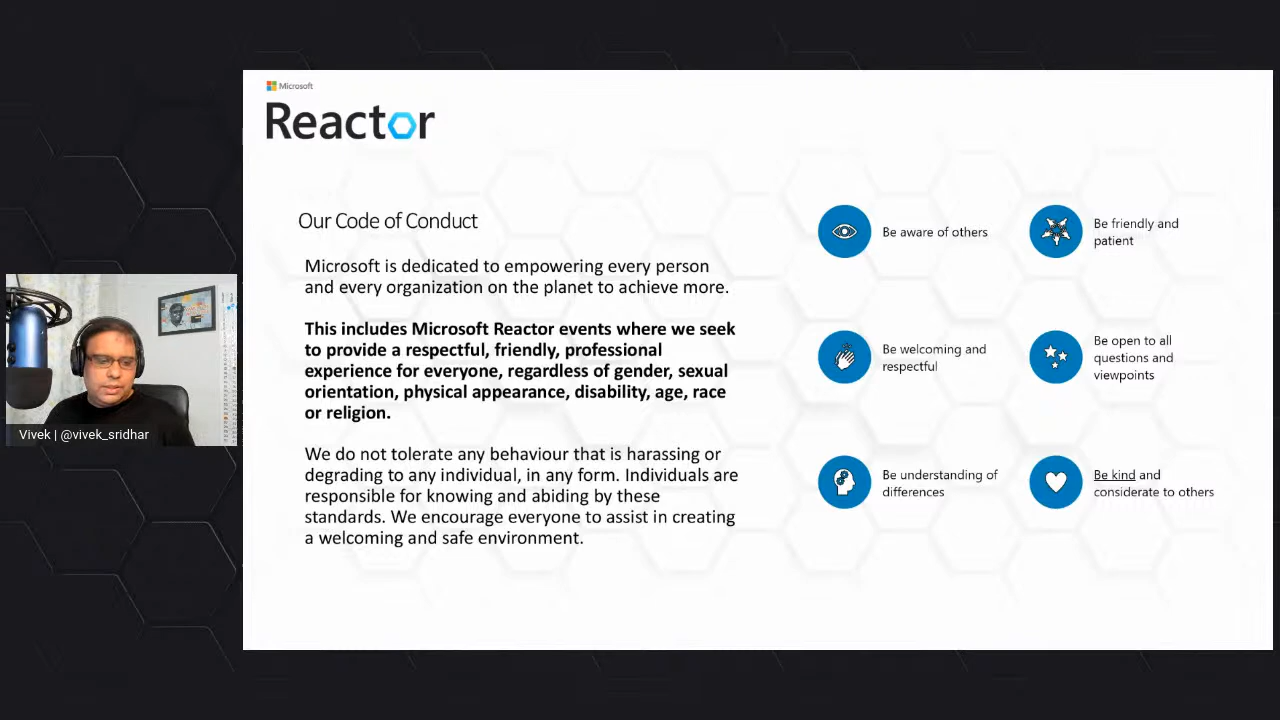 Microsoft
Reactor
Our Code of Conduct
Microsoft is dedicated to empowering every person
and every organization on the planet to achieve more.
This includes Microsoft Reactor events where we seek
to provide a respectful, friendly, professional
experience for everyone, regardless of gender, sexual
orientation, physical appearance, disability, age, race
or religion.
We do not tolerate any behaviour that is harassing or
degrading to any individual, in any form. Individuals are
responsible for knowing and abiding by these
standards. We encourage everyone to assist in creating
a welcoming and safe environment.
Be aware of others
Be friendly and
patient
Be welcoming and
respectful
Be open to all
questions and
viewpoints
Be understanding of
differences
Be kind and
considerate to others
Vivek | @vivek_sridhar